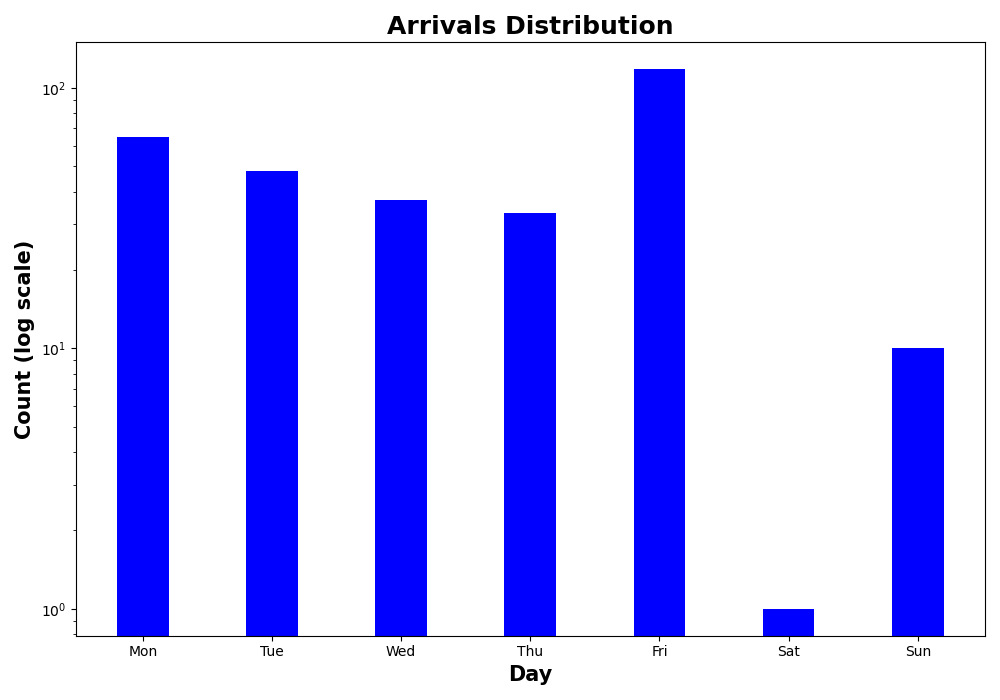 Arrivals Distribution
Count (log scale)
10²
10¹
10⁰
Mon Tue Wed Thu Fri Sat Sun
Day